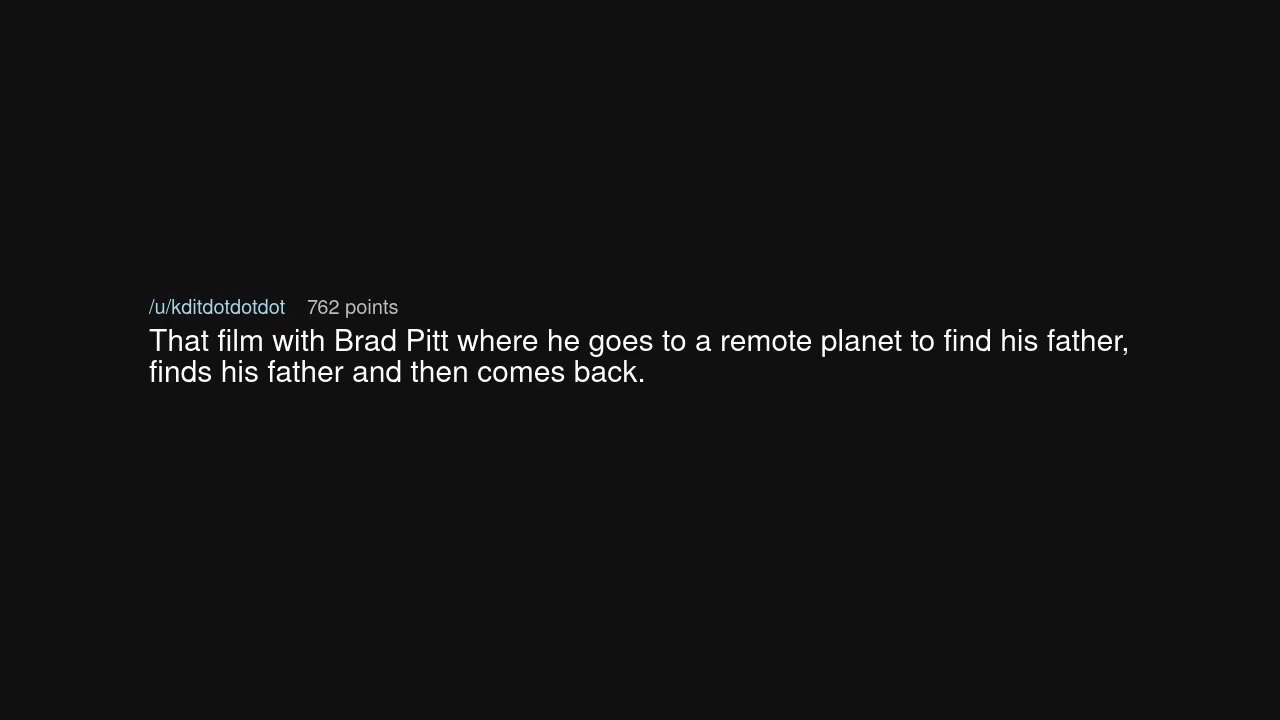 /u/kditdotdotdot 762 points
That film with Brad Pitt where he goes to a remote planet to find his father,
finds his father and then comes back.